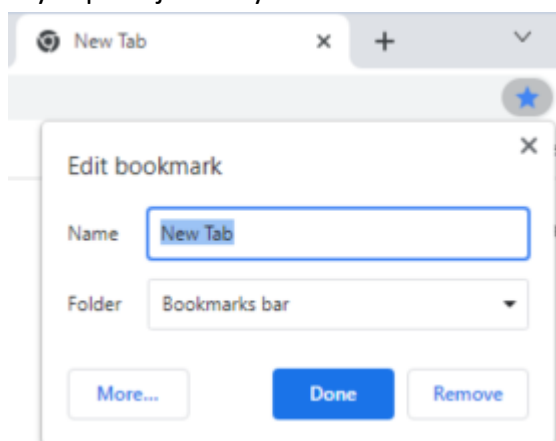 New Tab
Edit bookmark
Name New Tab
Folder Bookmarks bar
More... Done Remove